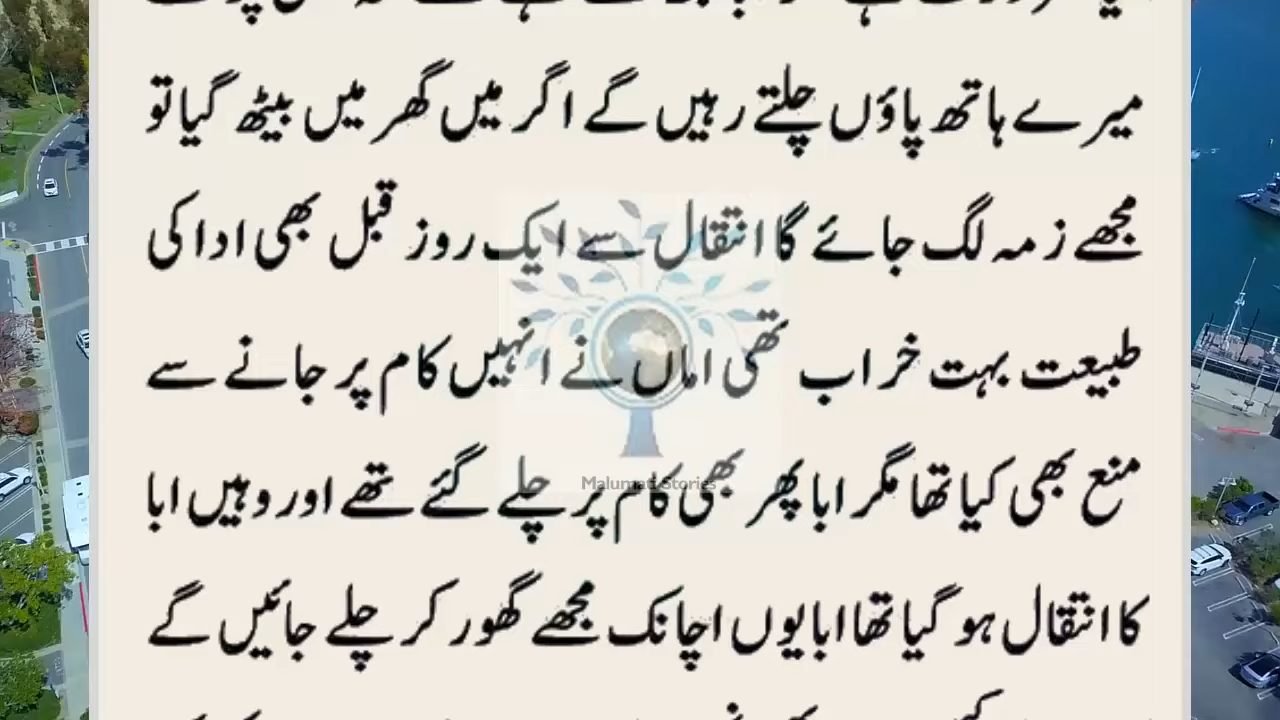 میرے ہاتھ پاؤں چلتے رہیں گے اگر میں گھر میں بیٹھ گیا تو
مجھے زمہ لگ جائے گا انتقال سے ایک روز قبل بھی ادا کی
طبیعت بہت خراب تھی اماں نے انہیں کام پر جانے سے
منع بھی کیا تھا مگر ابا پھر بھی کام پر چلے گئے تھے اور وہیں ابا
Malumati Stories
کا انتقال ہو گیا تھا ابا یوں اچانک مجھے گھور کر چلے جائیں گے